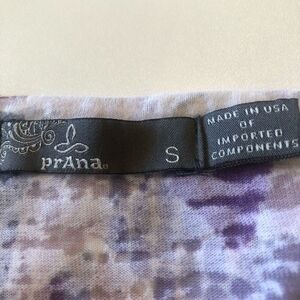 prAna®
S
MADE IN USA
OF
IMPORTED
COMPONENTS